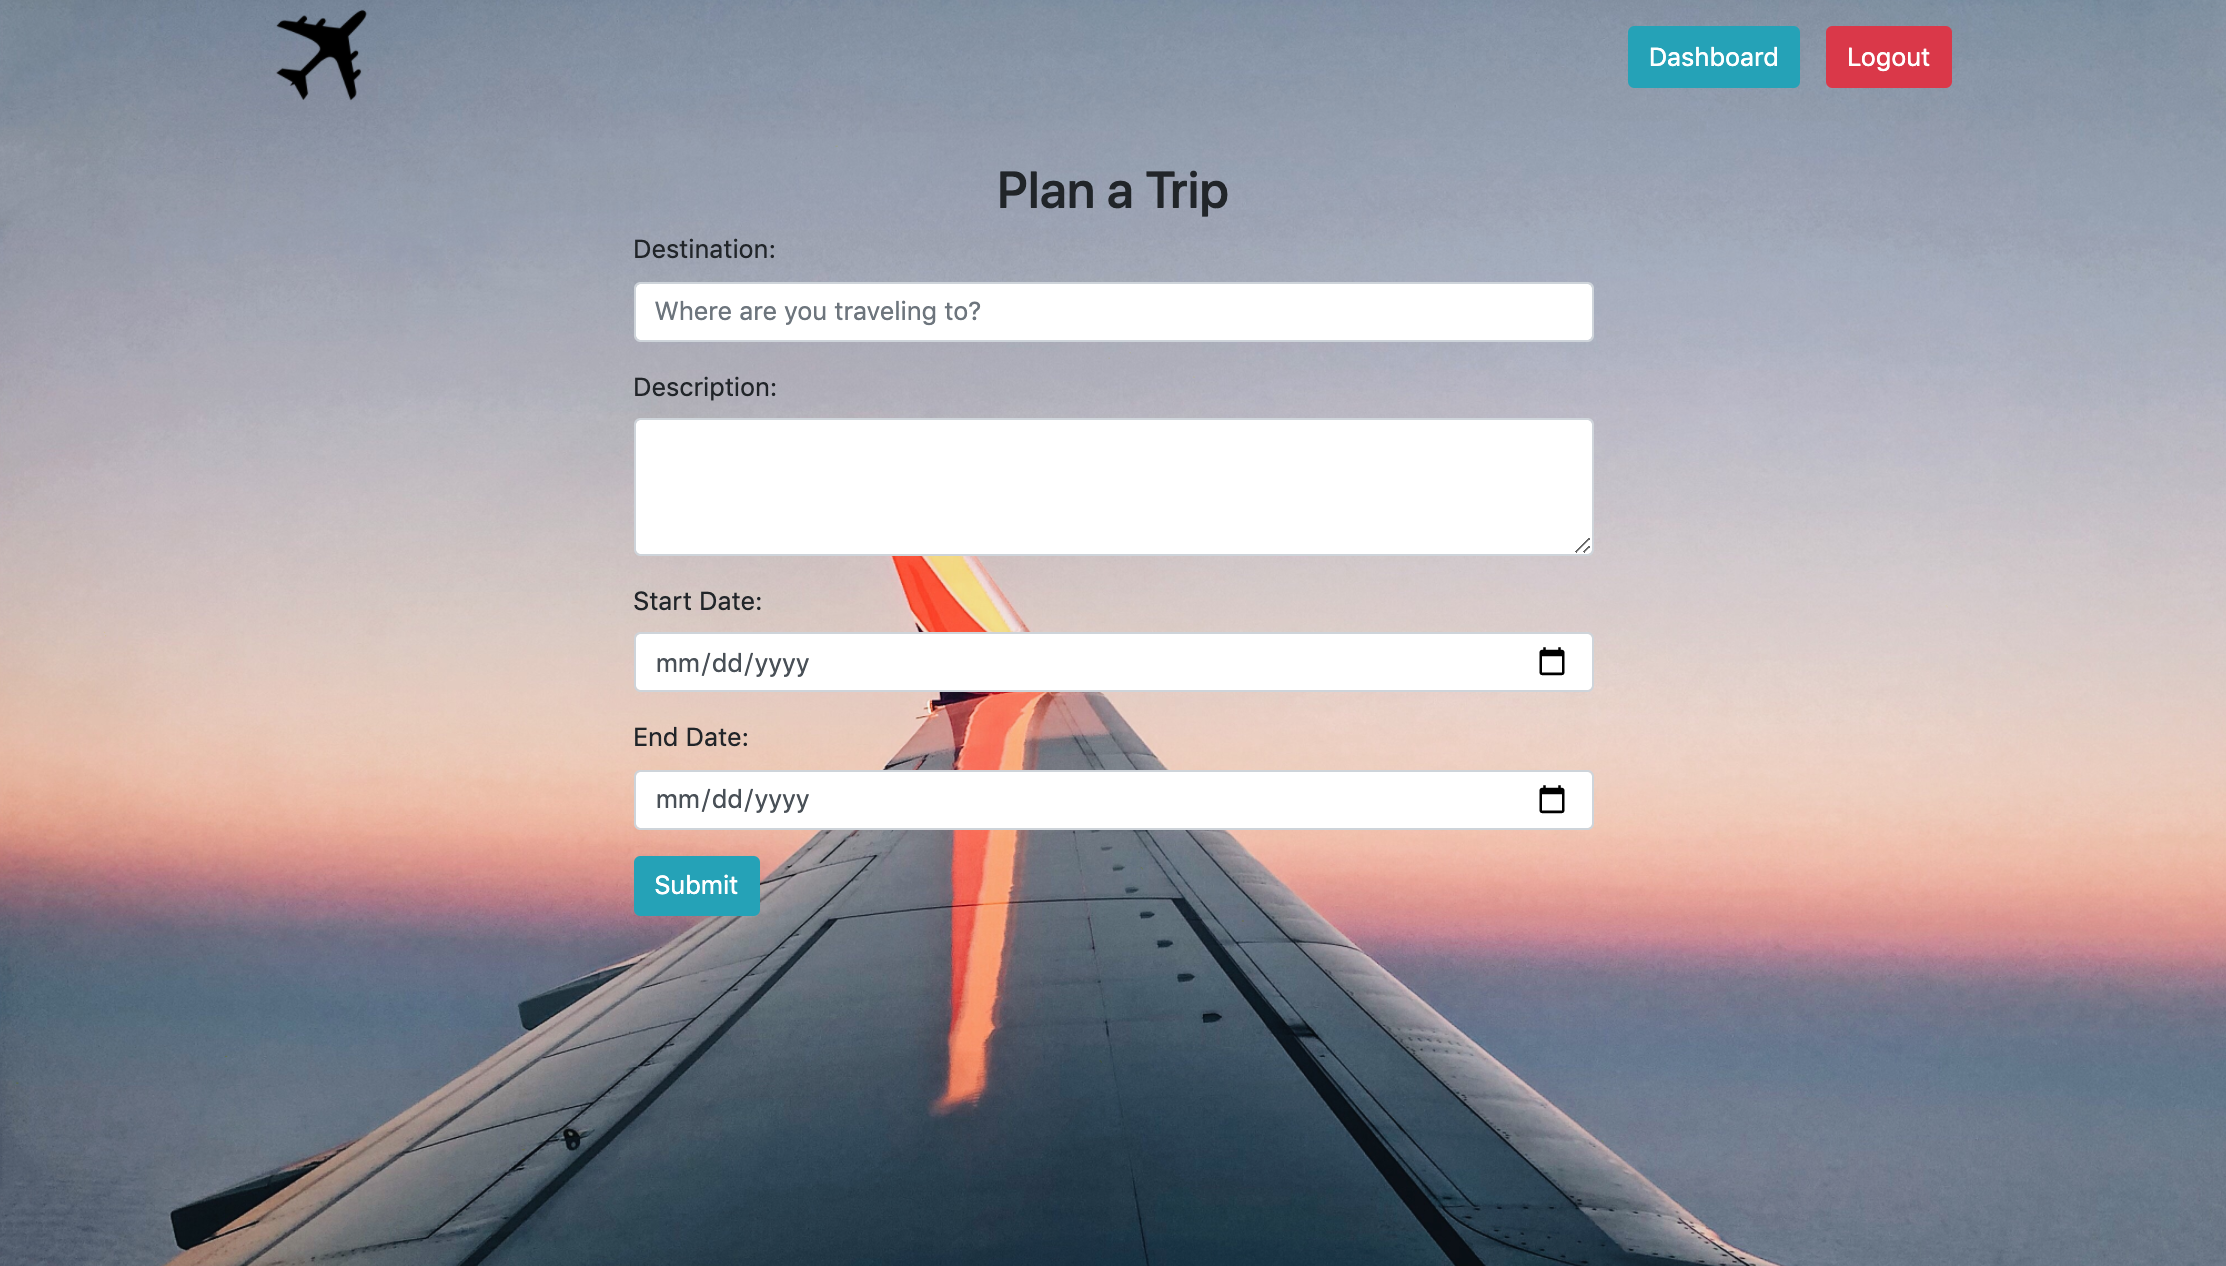 Dashboard Logout
Plan a Trip
Destination:
Where are you traveling to?
Description:
Start Date:
mm/dd/yyyy
End Date:
mm/dd/yyyy
Submit